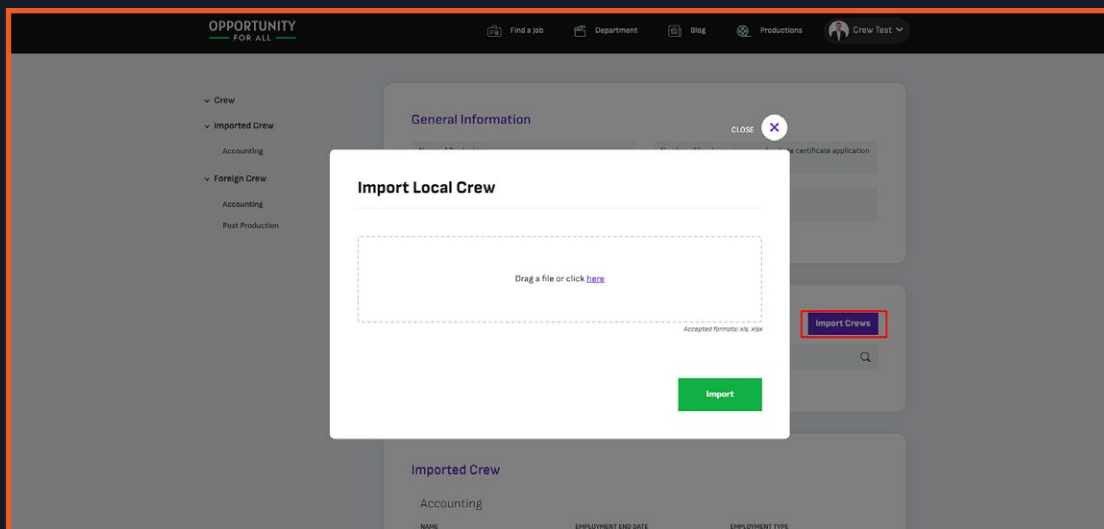 OPPORTUNITY
FOR ALL
Find a job
Department
Blog
Productions
Crew Test
Crew
Imported Crew
Accounting
Foreign Crew
Accounting
Post Production
General Information
CLOSE
certificate application
Import Local Crew
Drag a file or click here
Accepted formats: xls, xlsx
Import
Import Crews
Imported Crew
Accounting
NAME
EMPLOYMENT END DATE
EMPLOYMENT TYPE